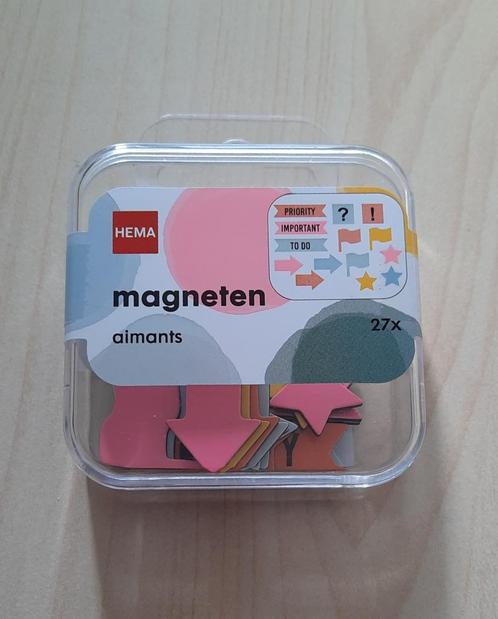 HEMA
PRIORITY
? !
IMPORTANT
TO DO
magneten
aimants
27x
Y